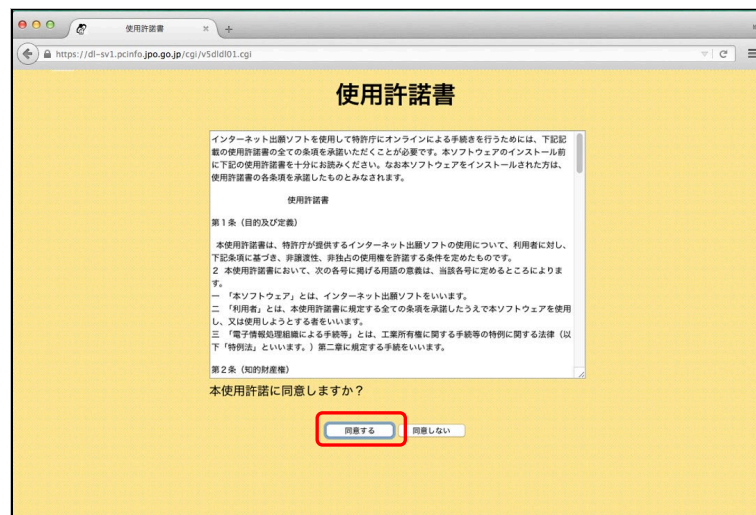 使用許諾書
https://dl-sv1.pcinfo.jpo.go.jp/cgi/v5dldl01.cgi
使用許諾書
インターネット出願ソフトを使用して特許庁にオンラインによる手続きを行うためには、下記記
載の使用許諾書の全ての条項を承諾いただくことが必要です。本ソフトウェアのインストール前
に下記の使用許諾書を十分にお読みください。なお本ソフトウェアをインストールされた方は、
使用許諾書の各条項を承諾したものとみなされます。
使用許諾書
第１条（目的及び定義）
本使用許諾書は、特許庁が提供するインターネット出願ソフトの使用について、利用者に対し、
下記条項に基づき、非譲渡性、非独占の使用権を許諾する条件を定めたものです。
２ 本使用許諾書において、次の各号に掲げる用語の意義は、当該各号に定めるところによりま
す。
一 「本ソフトウェア」とは、インターネット出願ソフトをいいます。
二 「利用者」とは、本使用許諾書に規定する全ての条項を承諾したうえで本ソフトウェアを使用
し、又は使用しようとする者をいいます。
三 「電子情報処理組織による手続等」とは、工業所有権に関する手続等の特例に関する法律（以
下「特例法」といいます。）第二章に規定する手続をいいます。
第２条（知的財産権）
本使用許諾に同意しますか？
同意する 同意しない